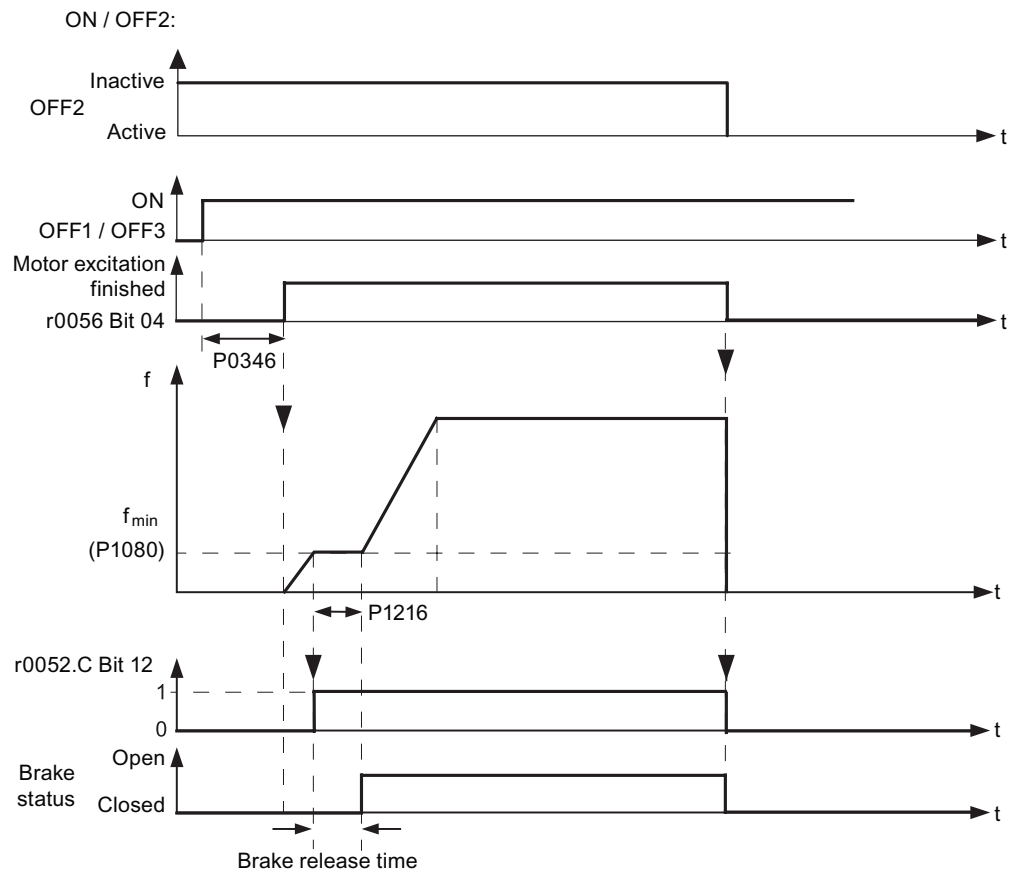 ON / OFF2:
Inactive
OFF2
Active
t
ON
OFF1 / OFF3
t
Motor excitation
finished
r0056 Bit 04
t
P0346
f
fmin
(P1080)
t
P1216
r0052.C Bit 12
1
0
t
Open
Brake
status
Closed
t
Brake release time